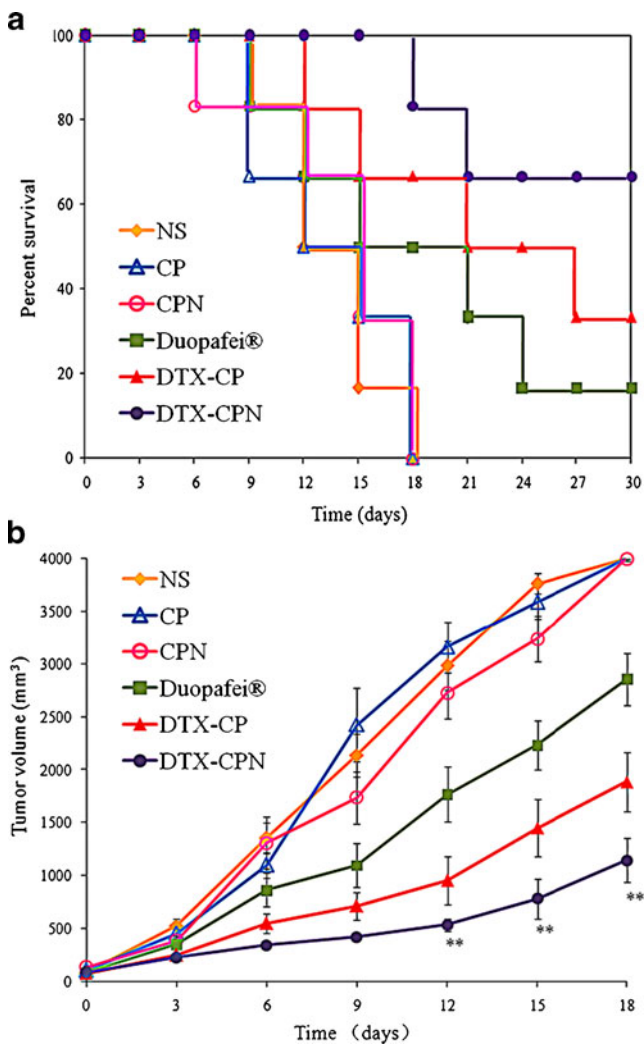 a
100
80
60
40
20
0
Percent survival
NS
CP
CPN
Duopafei®
DTX-CP
DTX-CPN
0 3 6 9 12 15 18 21 24 27 30
Time (days)
b
4000
3500
3000
2500
2000
1500
1000
500
0
Tumor volume (mm³)
NS
CP
CPN
Duopafei®
DTX-CP
DTX-CPN
** ** **
0 3 6 9 12 15 18
Time （days）